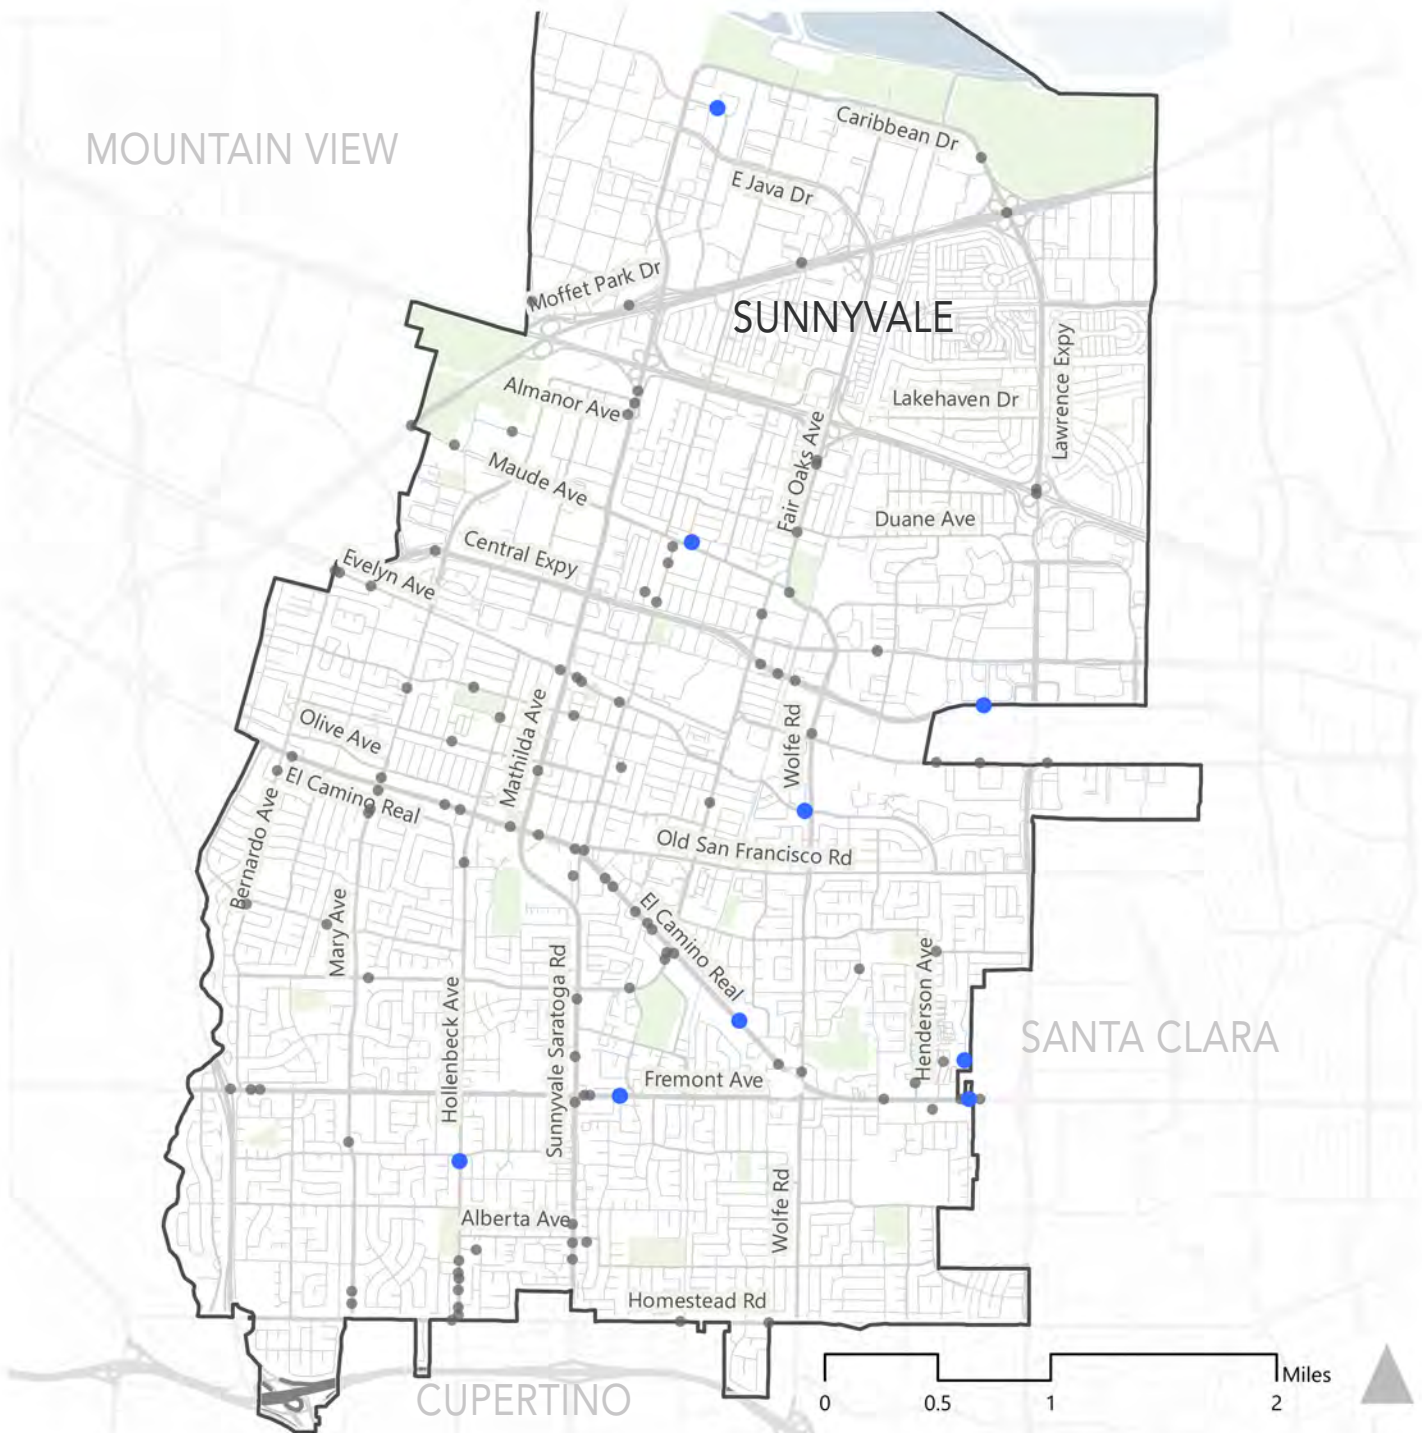 MOUNTAIN VIEW
Caribbean Dr
E Java Dr
Moffet Park Dr
SUNNYVALE
Almanor Ave
Lakehaven Dr
Lawrence Expy
Fair Oaks Ave
Maude Ave
Duane Ave
Central Expy
Evelyn Ave
Olive Ave
Mathilda Ave
Wolfe Rd
El Camino Real
Bernardo Ave
Old San Francisco Rd
Mary Ave
El Camino Real
Hollenbeck Ave
Sunnyvale Saratoga Rd
Henderson Ave
SANTA CLARA
Fremont Ave
Wolfe Rd
Alberta Ave
Homestead Rd
Miles
0 0.5 1 2
CUPERTINO